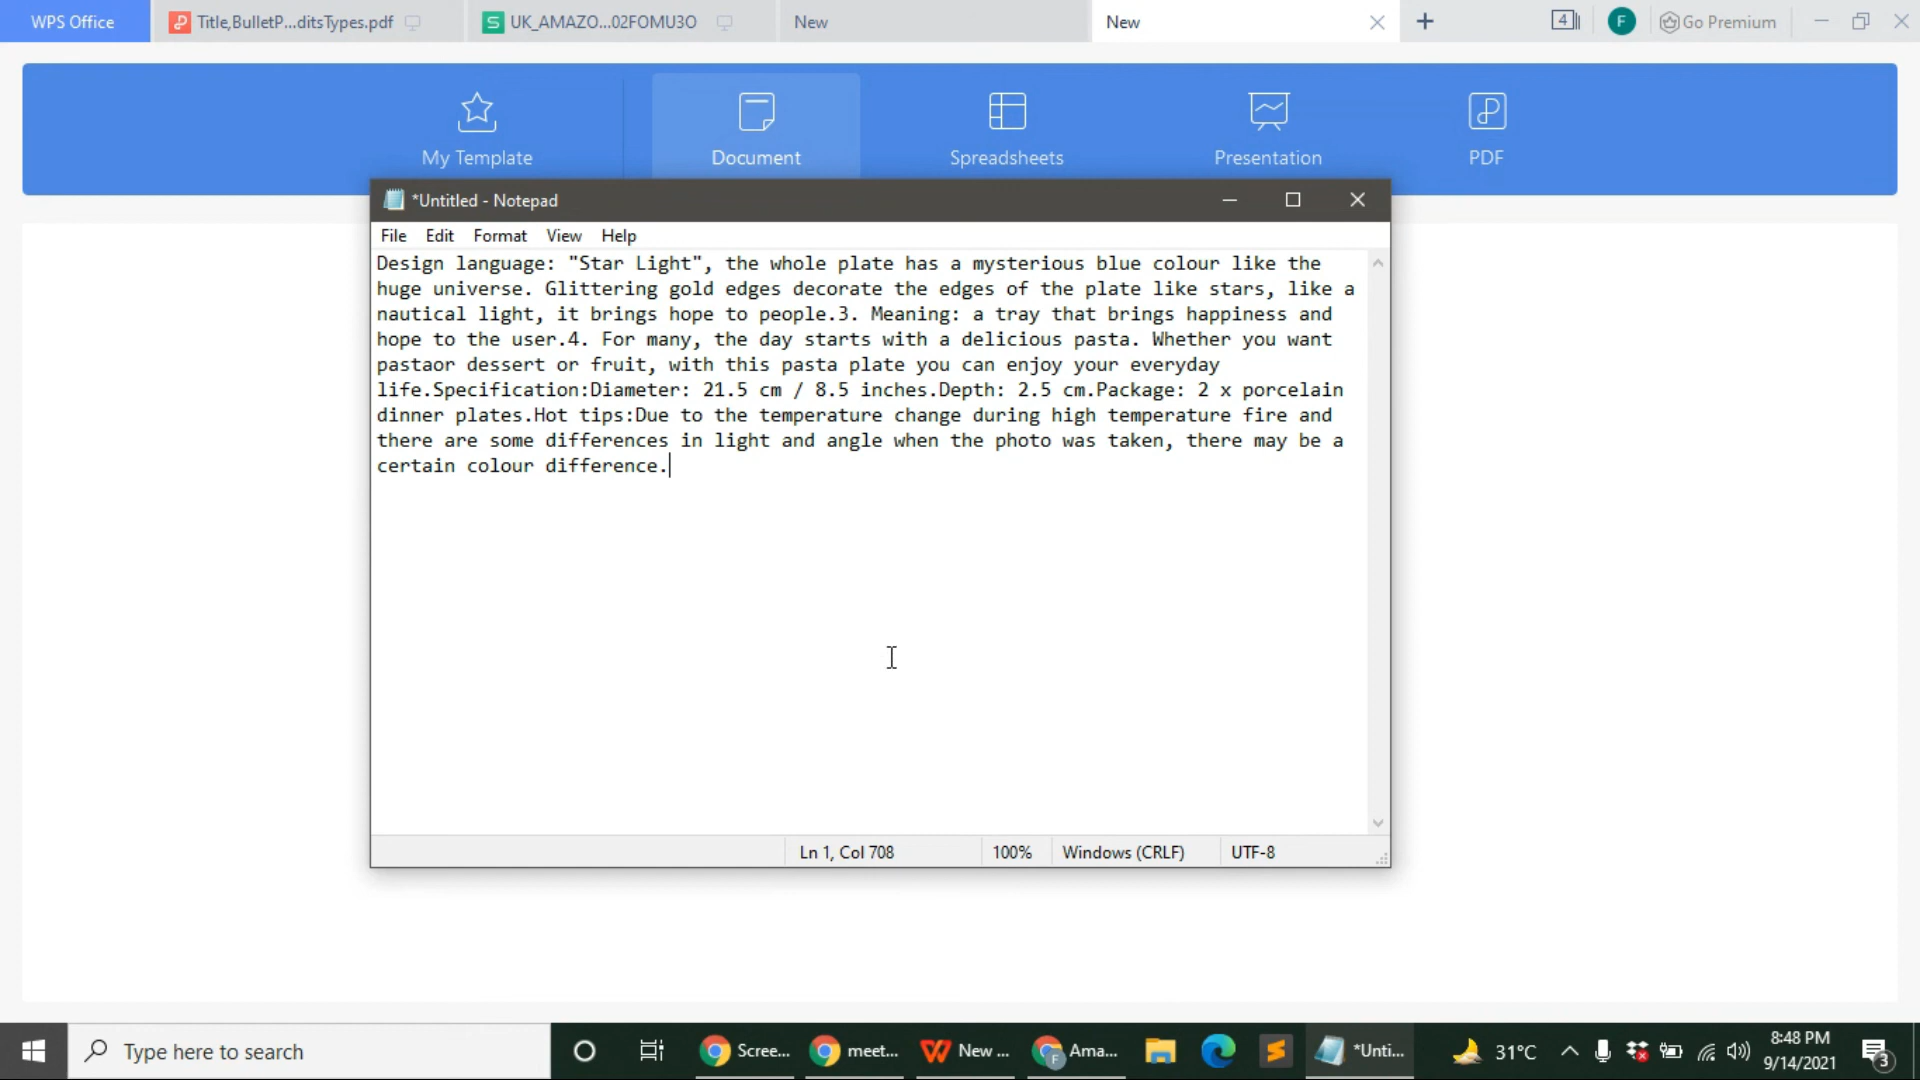 WPS Office
Title,BulletP...ditsTypes.pdf
UK_AMAZO...02FOMU3O
New
New
4
F
Go Premium
My Template
Document
Spreadsheets
Presentation
PDF
*Untitled - Notepad
File Edit Format View Help
Design language: "Star Light", the whole plate has a mysterious blue colour like the
huge universe. Glittering gold edges decorate the edges of the plate like stars, like a
nautical light, it brings hope to people.3. Meaning: a tray that brings happiness and
hope to the user.4. For many, the day starts with a delicious pasta. Whether you want
pastaor dessert or fruit, with this pasta plate you can enjoy your everyday
life.Specification:Diameter: 21.5 cm / 8.5 inches.Depth: 2.5 cm.Package: 2 x porcelain
dinner plates.Hot tips:Due to the temperature change during high temperature fire and
there are some differences in light and angle when the photo was taken, there may be a
certain colour difference.
Ln 1, Col 708
100%
Windows (CRLF)
UTF-8
Type here to search
Scree...
meet...
New ...
F
Ama...
*Unti...
31°C
8:48 PM
9/14/2021
3